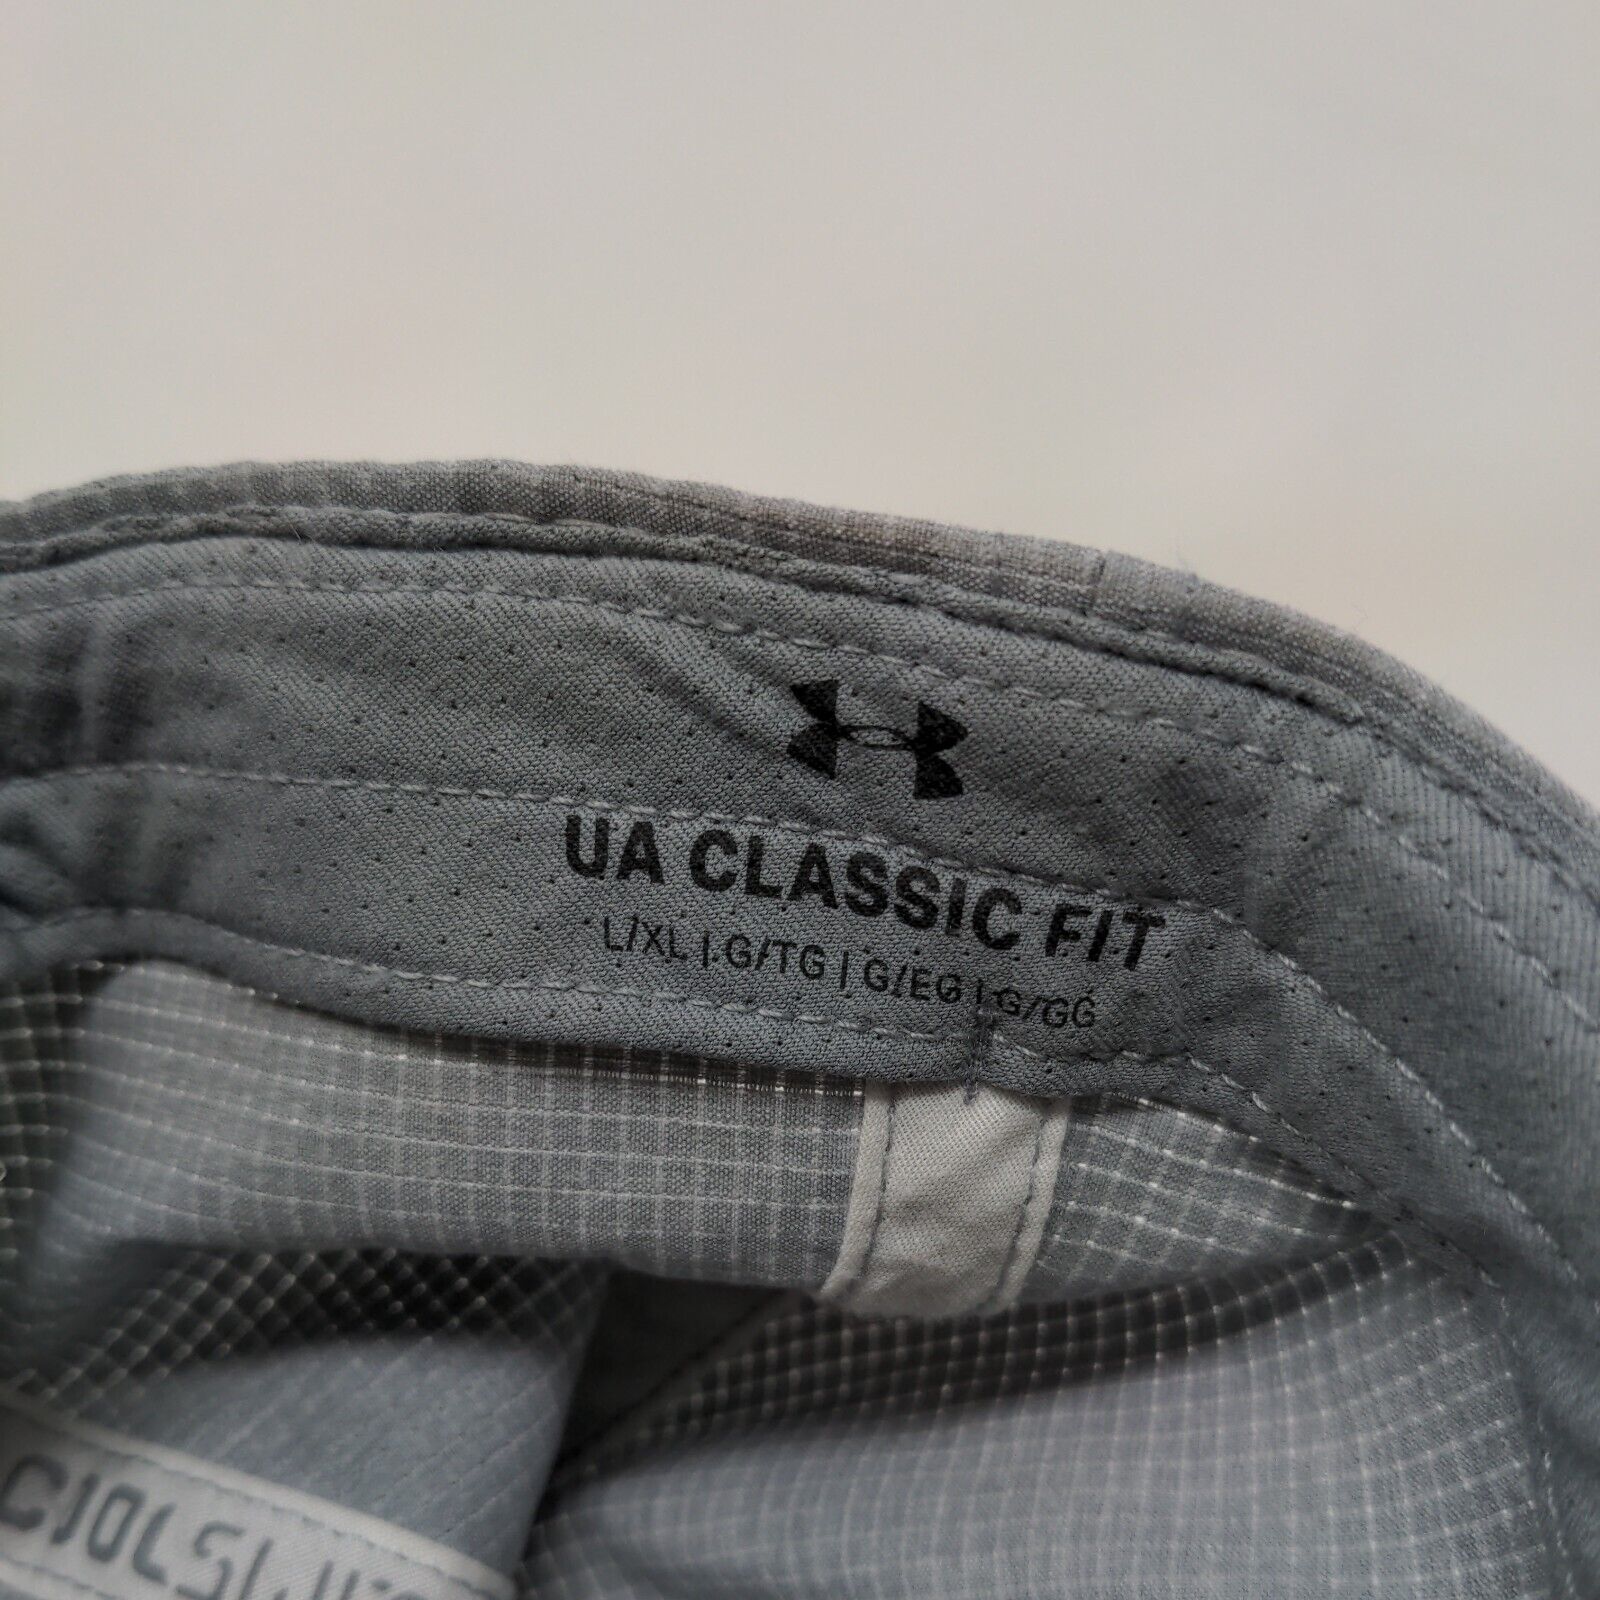 UA CLASSIC FIT
L/XL | G/TG | G/EG | G/GG